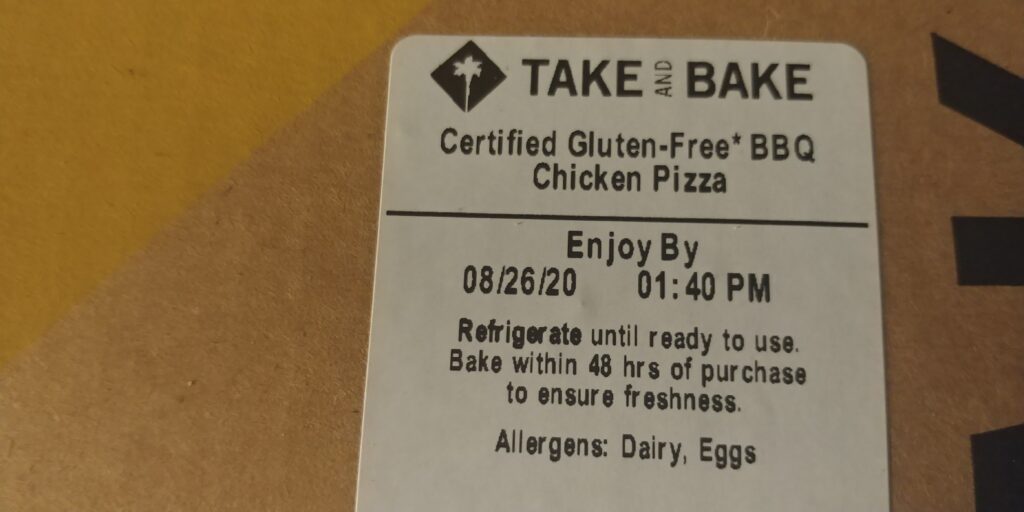 TAKE AND BAKE
Certified Gluten-Free* BBQ
Chicken Pizza
Enjoy By
08/26/20 01:40 PM
Refrigerate until ready to use.
Bake within 48 hrs of purchase
to ensure freshness.
Allergens: Dairy, Eggs